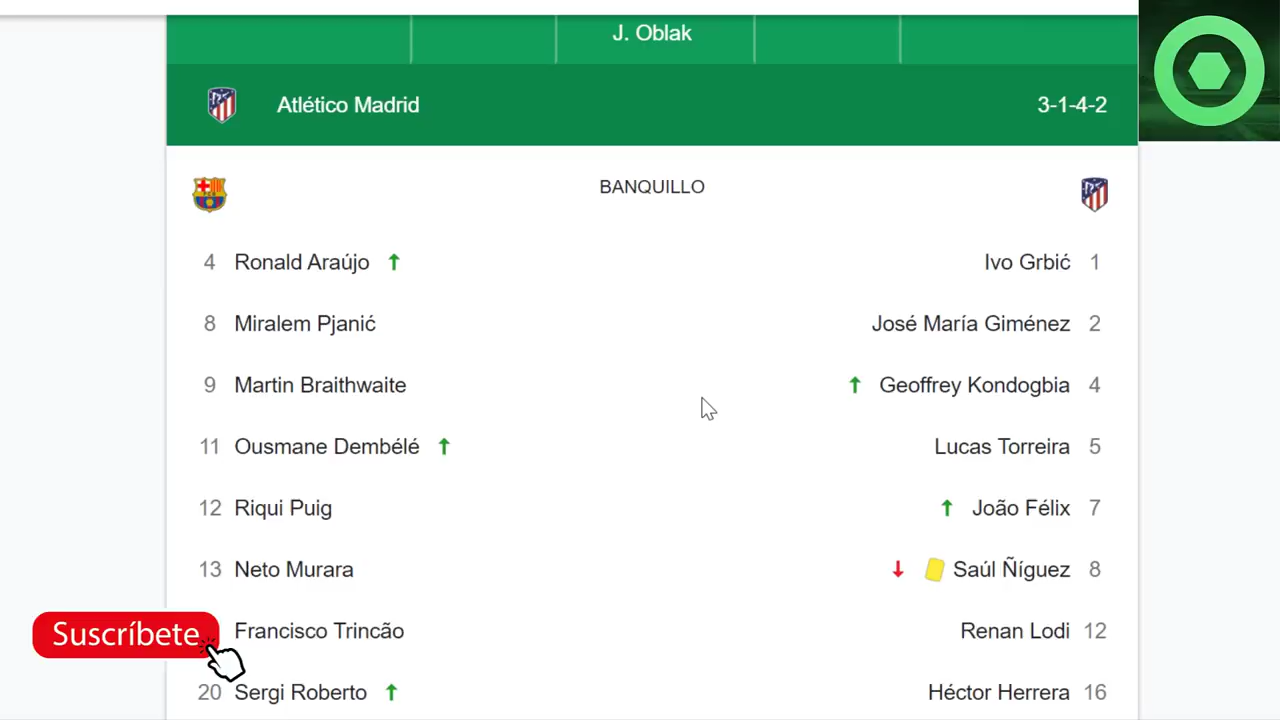 J. Oblak
Atlético Madrid 3-1-4-2
BANQUILLO
4 Ronald Araújo Ivo Grbić 1
8 Miralem Pjanić José María Giménez 2
9 Martin Braithwaite Geoffrey Kondogbia 4
11 Ousmane Dembélé Lucas Torreira 5
12 Riqui Puig João Félix 7
13 Neto Murara Saúl Ñíguez 8
Suscríbete Francisco Trincão Renan Lodi 12
20 Sergi Roberto Héctor Herrera 16